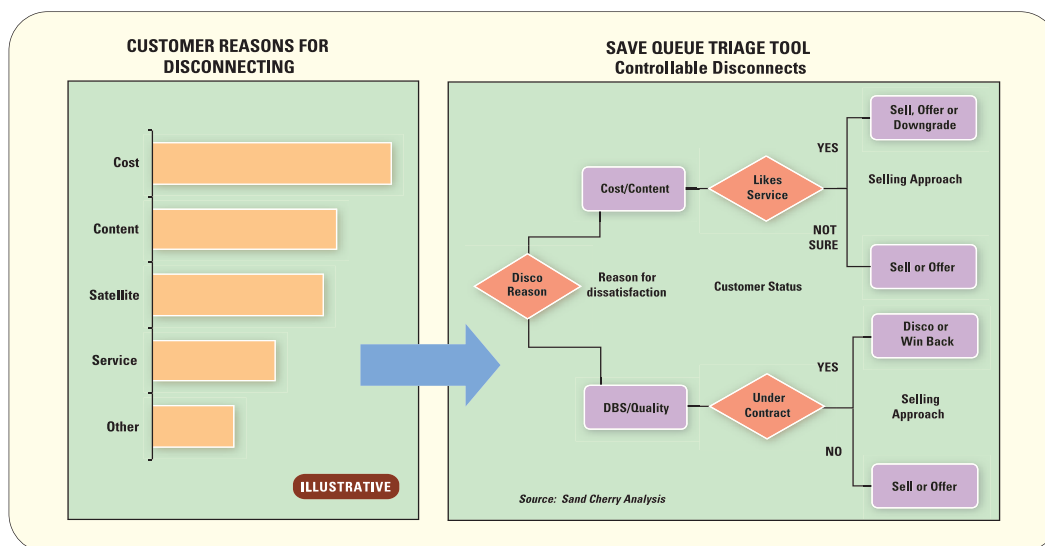 CUSTOMER REASONS FOR
DISCONNECTING
Cost
Content
Satellite
Service
Other
ILLUSTRATIVE
SAVE QUEUE TRIAGE TOOL
Controllable Disconnects
Sell, Offer or
Downgrade
YES
Cost/Content
Likes
Service
Selling Approach
NOT
SURE
Sell or Offer
Disco
Reason
Reason for
dissatisfaction
Customer Status
Disco or
Win Back
YES
DBS/Quality
Under
Contract
Selling
Approach
NO
Sell or Offer
Source: Sand Cherry Analysis